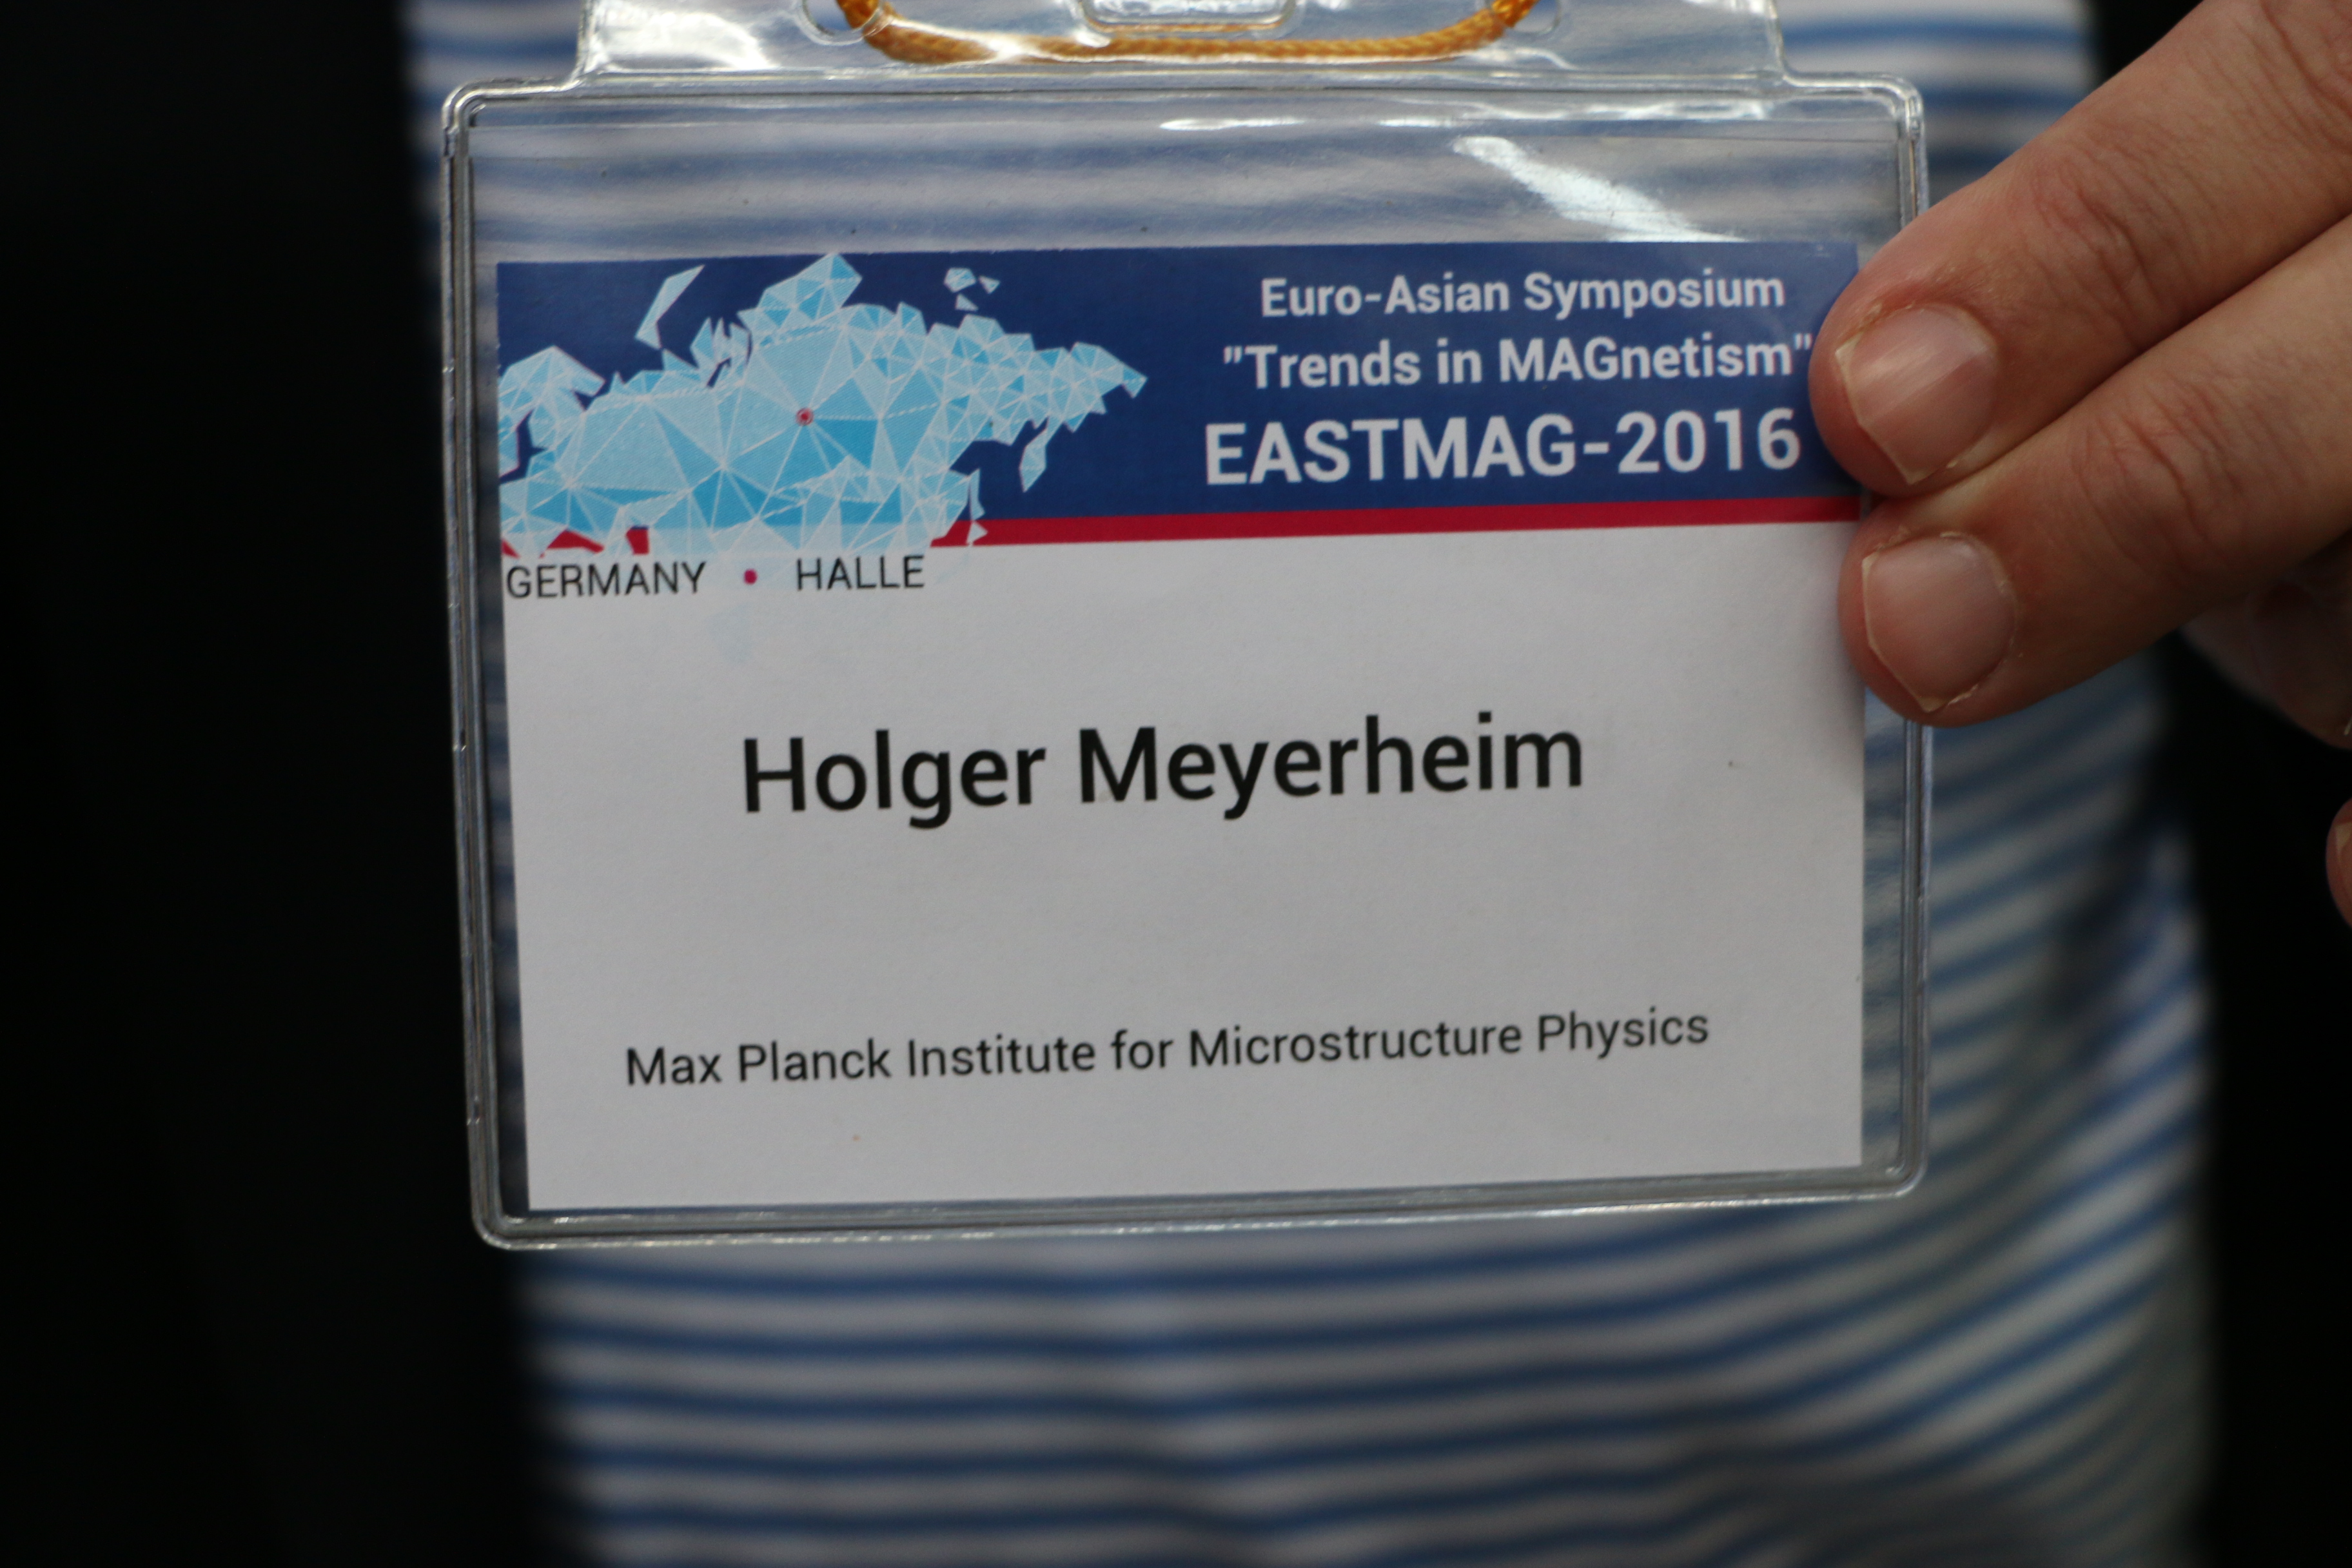 Euro-Asian Symposium
"Trends in MAGnetism"
EASTMAG-2016
GERMANY • HALLE
Holger Meyerheim
Max Planck Institute for Microstructure Physics